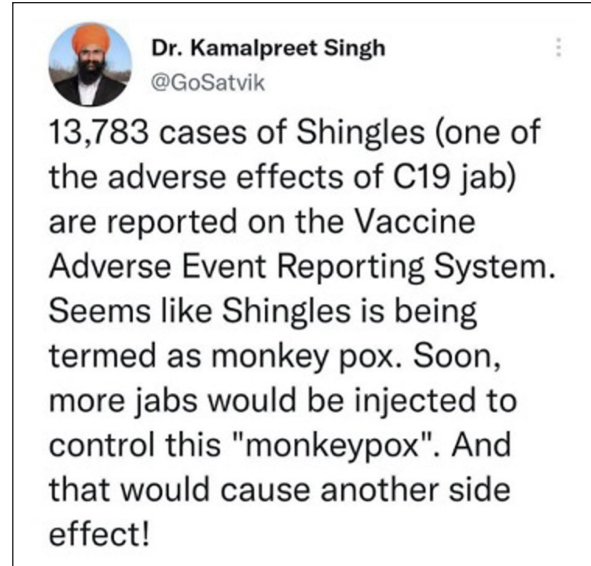 Dr. Kamalpreet Singh
@GoSatvik
13,783 cases of Shingles (one of
the adverse effects of C19 jab)
are reported on the Vaccine
Adverse Event Reporting System.
Seems like Shingles is being
termed as monkey pox. Soon,
more jabs would be injected to
control this "monkeypox". And
that would cause another side
effect!